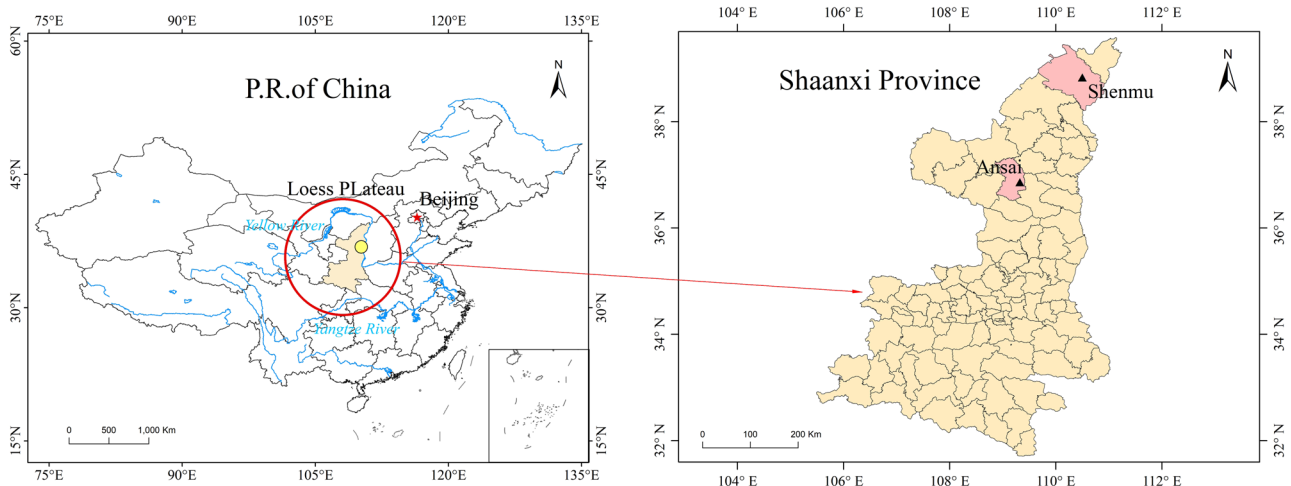 75°E 90°E 105°E 120°E 135°E
60°N
60°N
P.R.of China
N
45°N
45°N
Loess PLateau
Beijing
Yellow River
30°N
30°N
Yangtze River
0 500 1,000 Km
15°N
15°N
75°E 90°E 105°E 120°E 135°E
104° E 106° E 108° E 110° E 112° E
Shaanxi Province
N
Shenmu
38° N
38° N
Ansai
36° N
36° N
34° N
34° N
32° N
32° N
0 100 200 KM
104° E 106° E 108° E 110° E 112° E